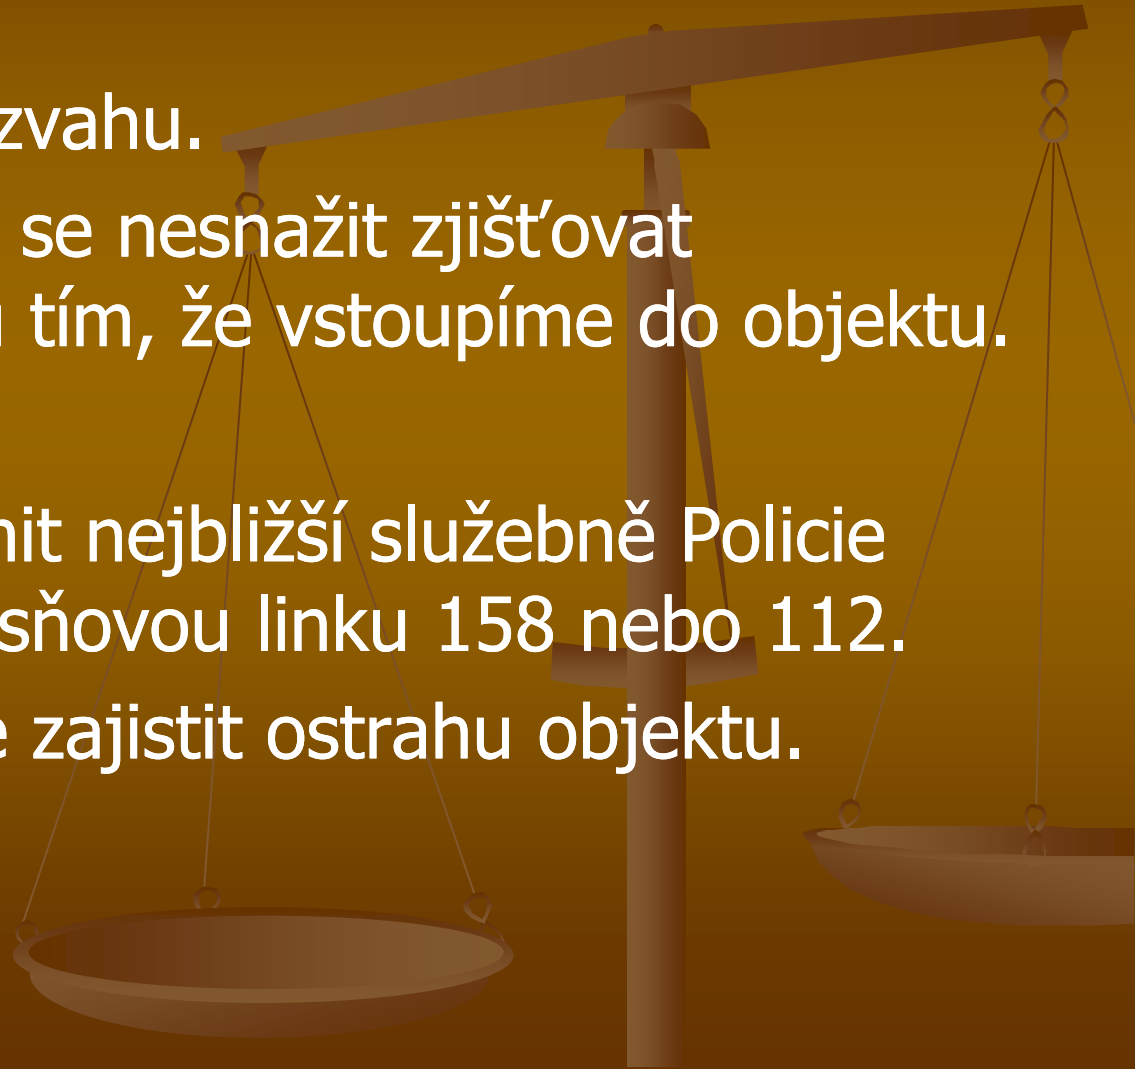 zvahu.
se nesnažit zjišťovat
tím, že vstoupíme do objektu.
nit nejbližší služebně Policie
sňovou linku 158 nebo 112.
zajistit ostrahu objektu.